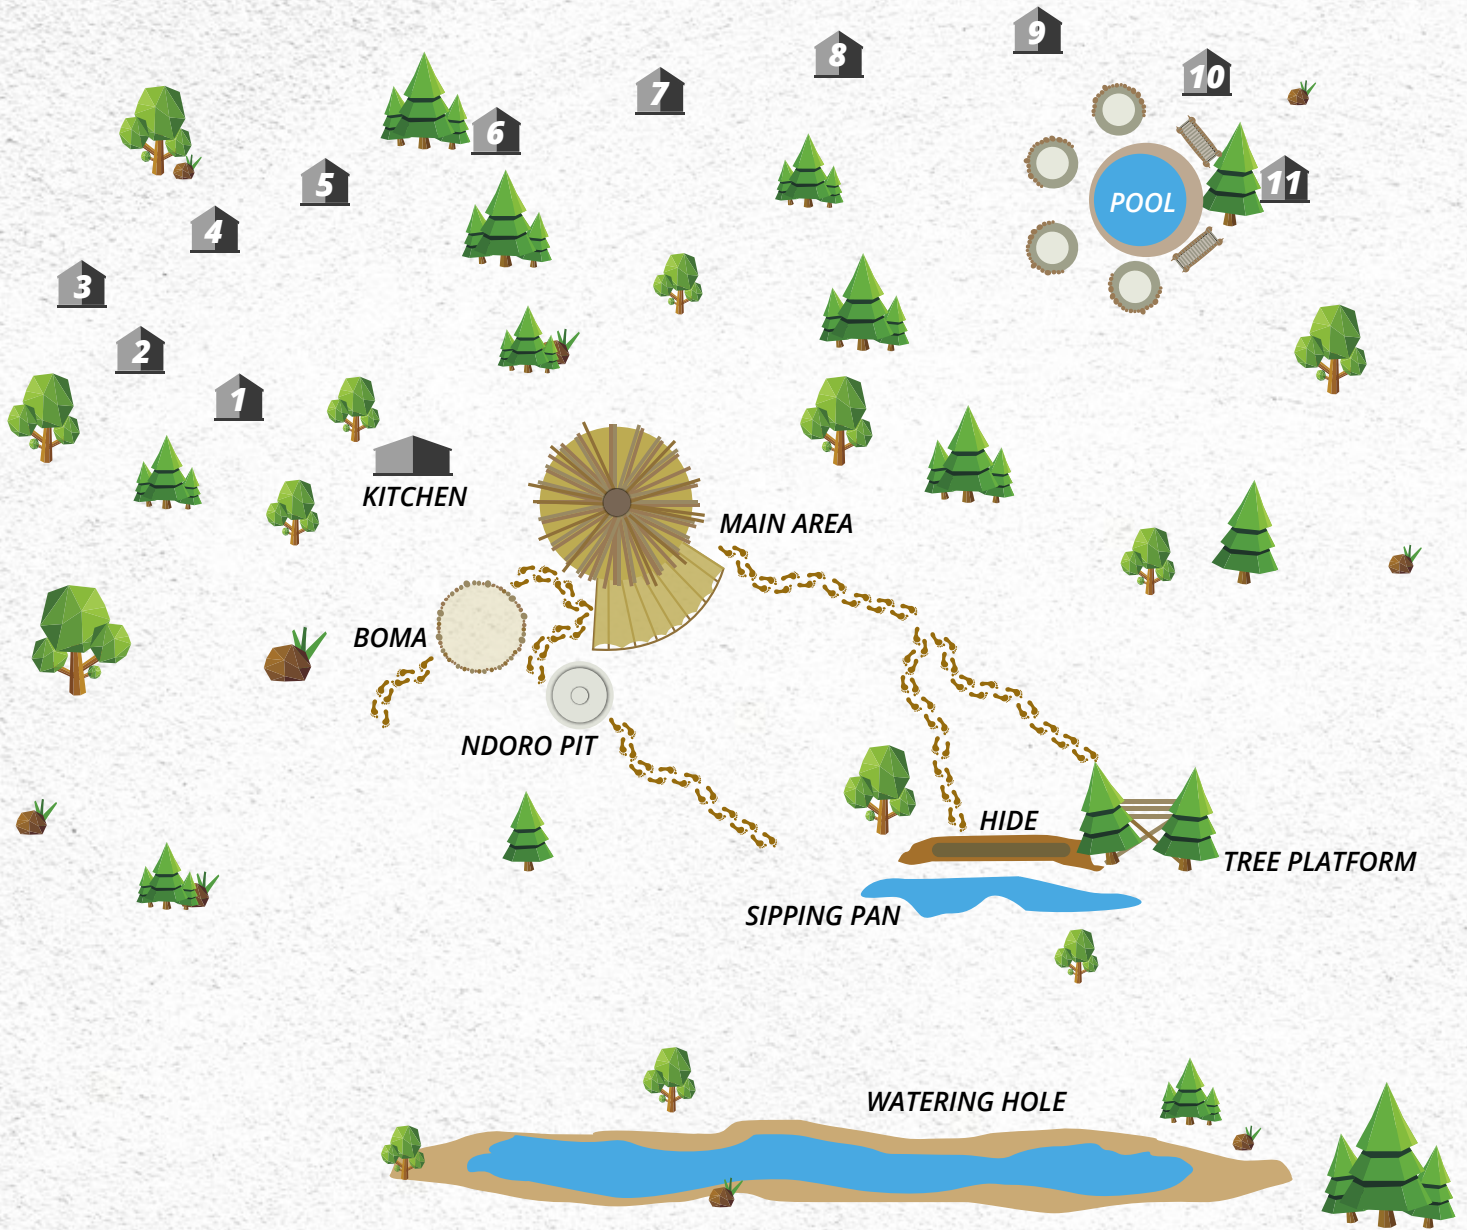 9
8
10
7
6
5
11
POOL
4
3
2
1
KITCHEN
MAIN AREA
BOMA
NDORO PIT
HIDE
TREE PLATFORM
SIPPING PAN
WATERING HOLE